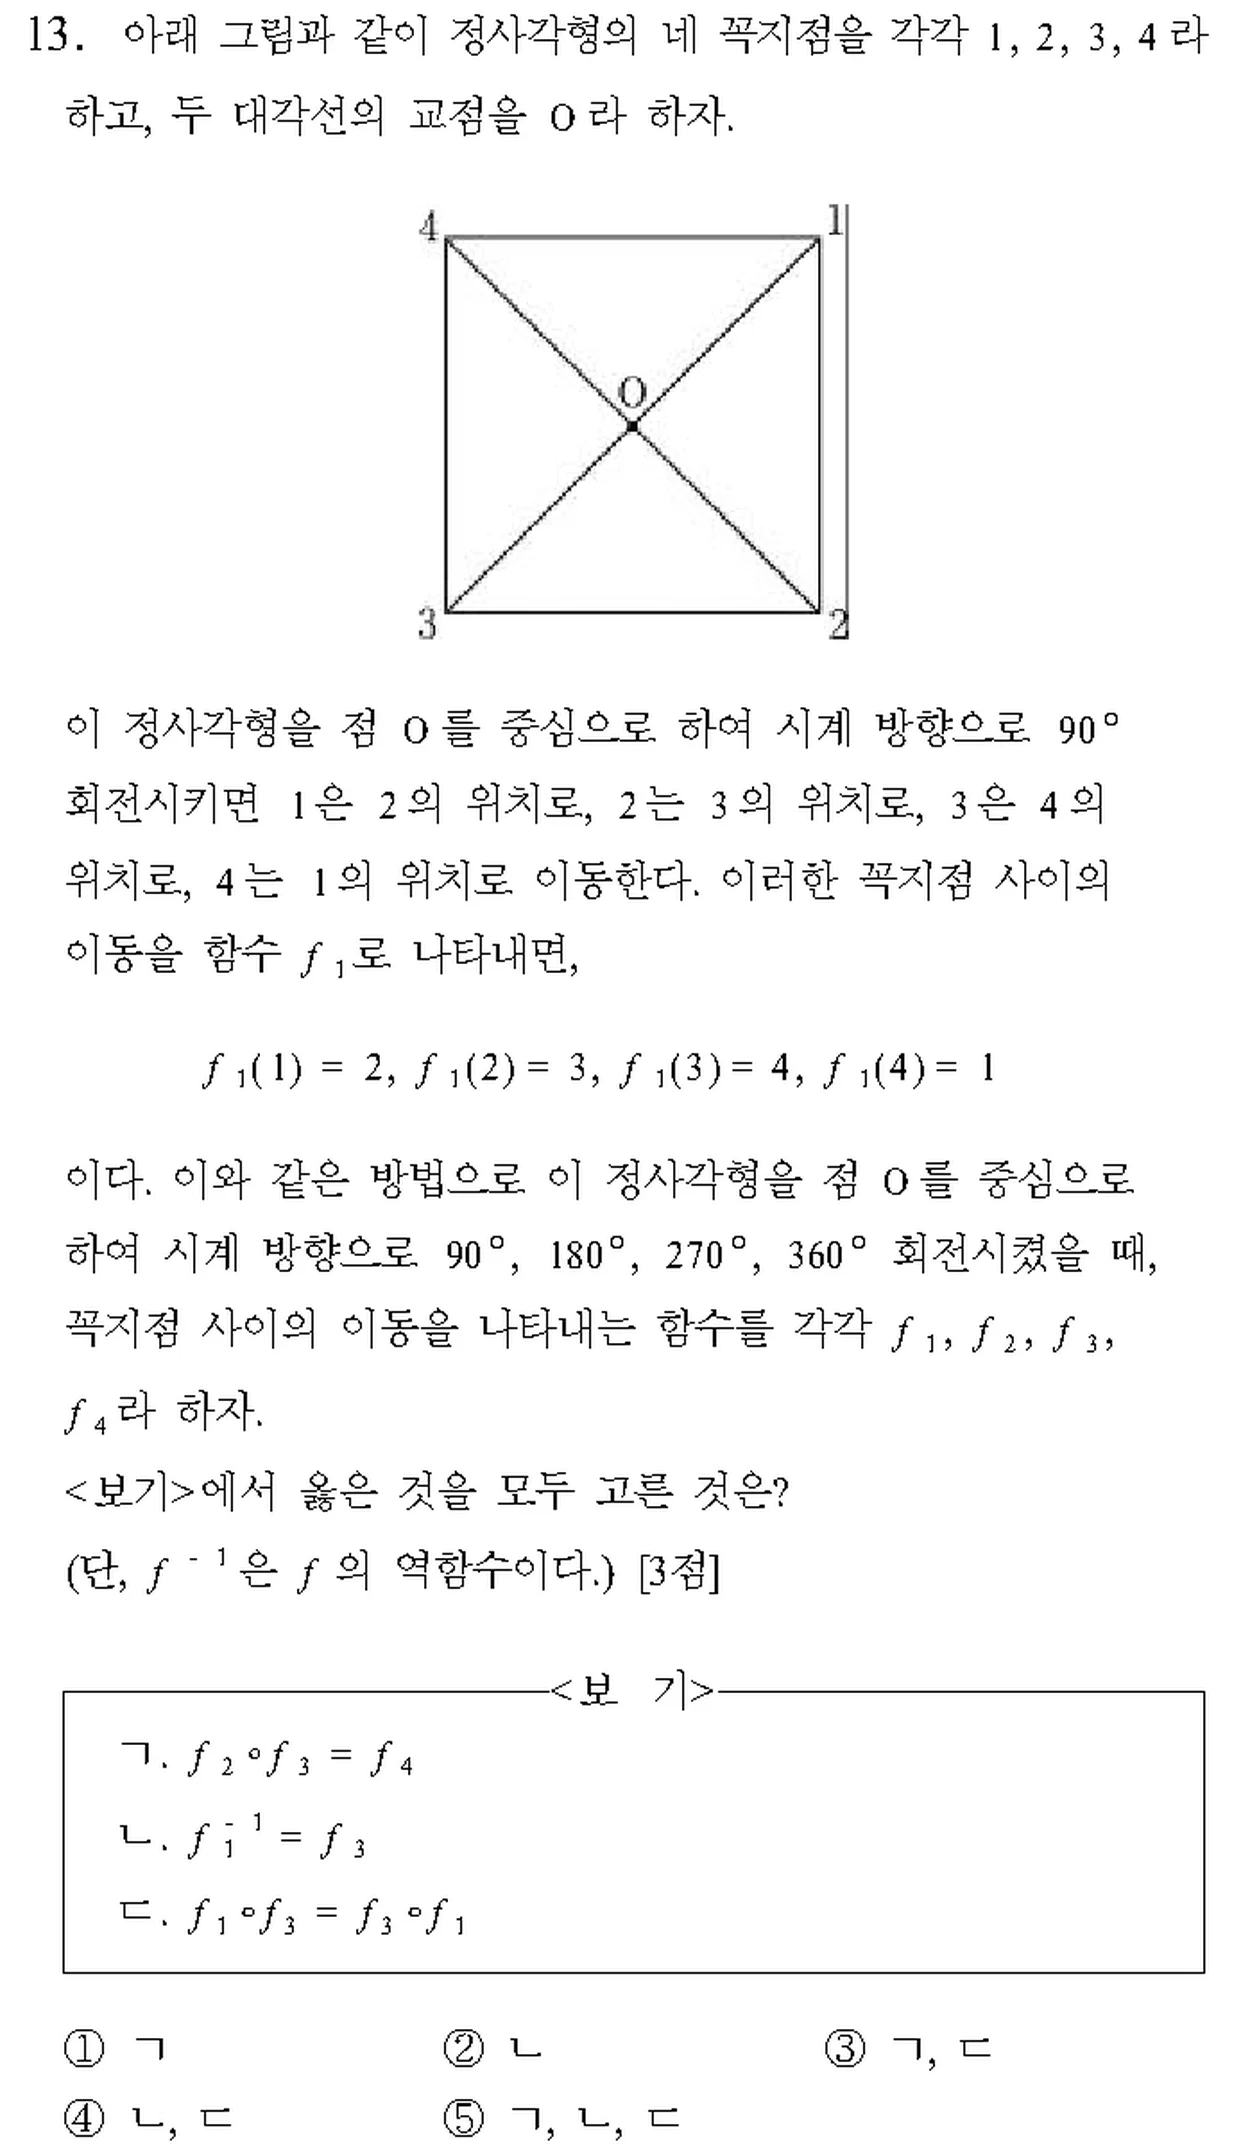 13. 아래 그림과 같이 정사각형의 네 꼭지점을 각각 1, 2, 3, 4라
하고, 두 대각선의 교점을 O라 하자.
4 1
O
3 2
이 정사각형을 점 O를 중심으로 하여 시계 방향으로 90°
회전시키면 1은 2의 위치로, 2는 3의 위치로, 3은 4의
위치로, 4는 1의 위치로 이동한다. 이러한 꼭지점 사이의
이동을 함수 f₁로 나타내면,
f₁(1) = 2, f₁(2) = 3, f₁(3) = 4, f₁(4) = 1
이다. 이와 같은 방법으로 이 정사각형을 점 O를 중심으로
하여 시계 방향으로 90°, 180°, 270°, 360° 회전시켰을 때,
꼭지점 사이의 이동을 나타내는 함수를 각각 f₁, f₂, f₃,
f₄라 하자.
<보기>에서 옳은 것을 모두 고른 것은?
(단, f⁻¹은 f의 역함수이다.) [3점]
<보 기>
ㄱ. f₂∘f₃ = f₄
ㄴ. f₁⁻¹ = f₃
ㄷ. f₁∘f₃ = f₃∘f₁
① ㄱ ② ㄴ ③ ㄱ, ㄷ
④ ㄴ, ㄷ ⑤ ㄱ, ㄴ, ㄷ